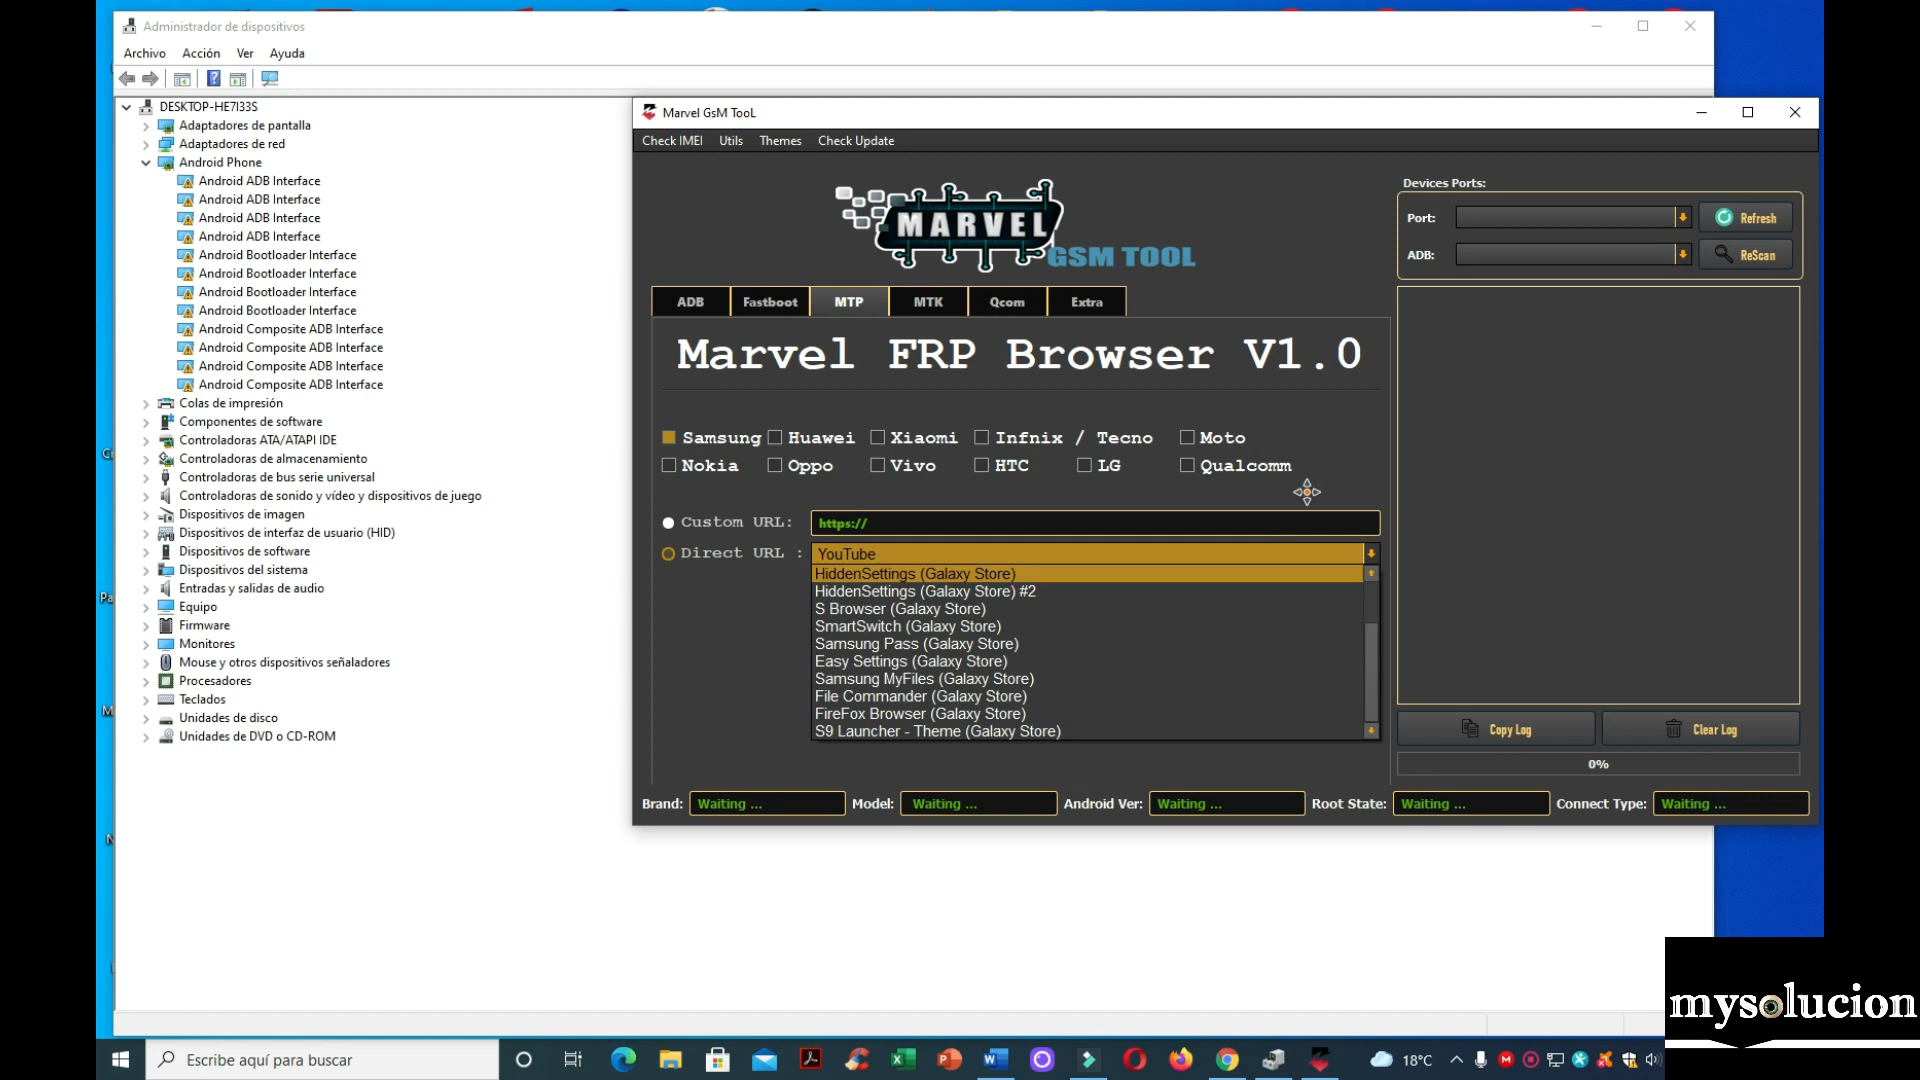 Administrador de dispositivos
Archivo Acción Ver Ayuda
DESKTOP-HE7I33S
Adaptadores de pantalla
Adaptadores de red
Android Phone
Android ADB Interface
Android ADB Interface
Android ADB Interface
Android ADB Interface
Android Bootloader Interface
Android Bootloader Interface
Android Bootloader Interface
Android Bootloader Interface
Android Composite ADB Interface
Android Composite ADB Interface
Android Composite ADB Interface
Android Composite ADB Interface
Colas de impresión
Componentes de software
Controladoras ATA/ATAPI IDE
Controladoras de almacenamiento
Controladoras de bus serie universal
Controladoras de sonido y vídeo y dispositivos de juego
Dispositivos de imagen
Dispositivos de interfaz de usuario (HID)
Dispositivos de software
Dispositivos del sistema
Entradas y salidas de audio
Equipo
Firmware
Monitores
Mouse y otros dispositivos señaladores
Procesadores
Teclados
Unidades de disco
Unidades de DVD o CD-ROM
Marvel GsM TooL
Check IMEI Utils Themes Check Update
MARVEL
GSM TOOL
ADB Fastboot MTP MTK Qcom Extra
Marvel FRP Browser V1.0
Samsung Huawei Xiaomi Infnix / Tecno Moto
Nokia Oppo Vivo HTC LG Qualcomm
Custom URL: https://
Direct URL : YouTube
HiddenSettings (Galaxy Store)
HiddenSettings (Galaxy Store) #2
S Browser (Galaxy Store)
SmartSwitch (Galaxy Store)
Samsung Pass (Galaxy Store)
Easy Settings (Galaxy Store)
Samsung MyFiles (Galaxy Store)
File Commander (Galaxy Store)
FireFox Browser (Galaxy Store)
S9 Launcher - Theme (Galaxy Store)
Devices Ports:
Port: Refresh
ADB: ReScan
Copy Log Clear Log
0%
Brand: Waiting ... Model: Waiting ... Android Ver: Waiting ... Root State: Waiting ... Connect Type: Waiting ...
mysolucion
Escribe aquí para buscar
18°C